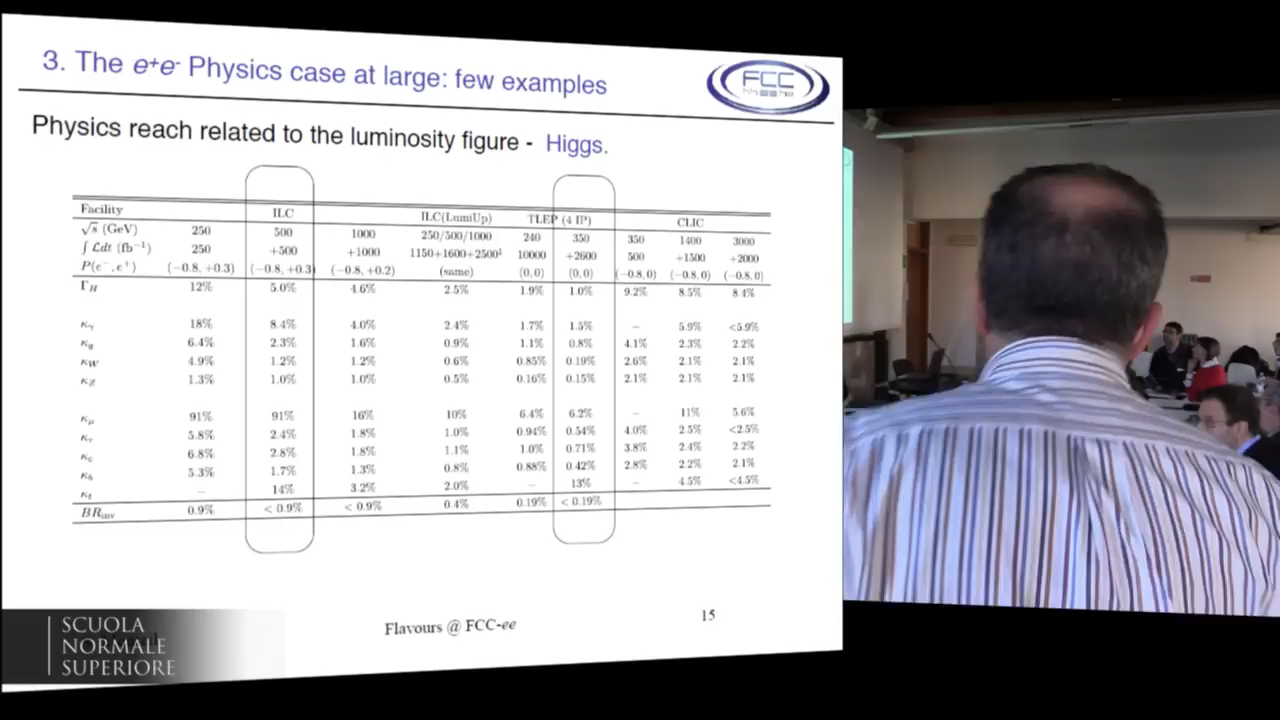 3. The e⁺e⁻ Physics case at large: few examples
FCC
Physics reach related to the luminosity figure - Higgs.
Facility ILC ILC(LumiUp) TLEP (4 IP) CLIC
√s (GeV) 250 500 1000 250/500/1000 240 350 350 1400 3000
∫ Ldt (fb⁻¹) 250 +500 +1000 1150+1600+2500‡ 10000 +2600 500 +1500 +2000
P(e⁻, e⁺) (−0.8, +0.3) (−0.8, +0.3) (−0.8, +0.2) (same) (0, 0) (0, 0) (−0.8, 0) (−0.8, 0) (−0.8, 0)
Γ_H 12% 5.0% 4.6% 2.5% 1.9% 1.0% 9.2% 8.5% 8.4%
κ_γ 18% 8.4% 4.0% 2.4% 1.7% 1.5% – 5.9% <5.9%
κ_g 6.4% 2.3% 1.6% 0.9% 1.1% 0.8% 4.1% 2.3% 2.2%
κ_W 4.9% 1.2% 1.2% 0.6% 0.85% 0.19% 2.6% 2.1% 2.1%
κ_Z 1.3% 1.0% 1.0% 0.5% 0.16% 0.15% 2.1% 2.1% 2.1%
κ_μ 91% 91% 16% 10% 6.4% 6.2% – 11% 5.6%
κ_τ 5.8% 2.4% 1.8% 1.0% 0.94% 0.54% 4.0% 2.5% <2.5%
κ_c 6.8% 2.8% 1.8% 1.1% 1.0% 0.71% 3.8% 2.4% 2.2%
κ_b 5.3% 1.7% 1.3% 0.8% 0.88% 0.42% 2.8% 2.2% 2.1%
κ_t – 14% 3.2% 2.0% – 13% – 4.5% <4.5%
BR_inv 0.9% < 0.9% < 0.9% 0.4% 0.19% < 0.19%
Flavours @ FCC-ee 15
SCUOLA
NORMALE
SUPERIORE